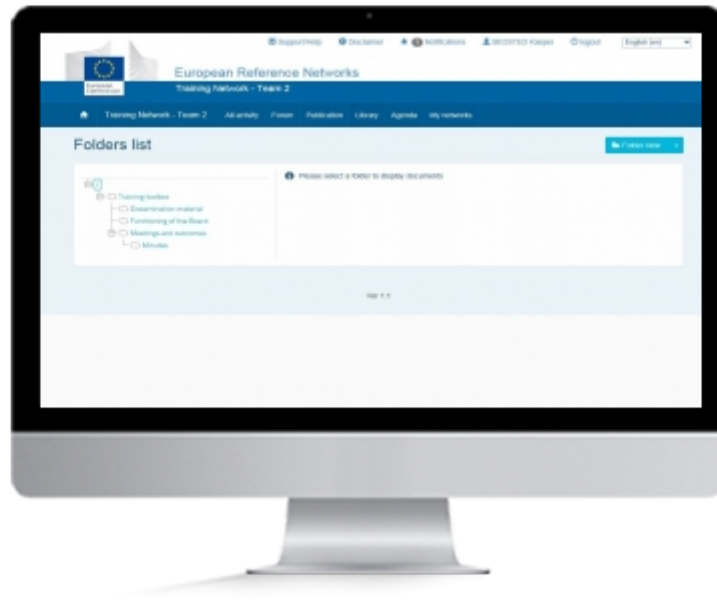 Support/Help Disclaimer Notifications logout English (en)
European Reference Networks
Training Network - Team 2
European Commission
Training Network - Team 2 All activity Forum Publication Library Agenda My networks
Folders list
Folder view
Please select a folder to display documents
Training toolbox
Dissemination material
Functioning of the Board
Meetings and outcomes
Minutes